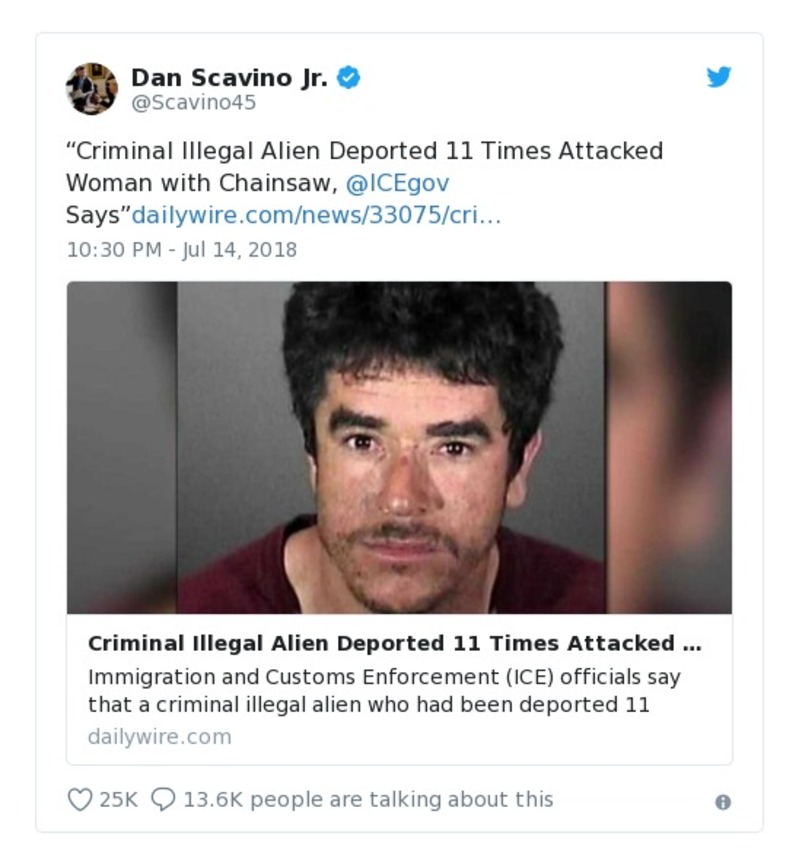 Dan Scavino Jr.
@Scavino45
“Criminal Illegal Alien Deported 11 Times Attacked
Woman with Chainsaw, @ICEgov
Says”dailywire.com/news/33075/cri…
10:30 PM - Jul 14, 2018
Criminal Illegal Alien Deported 11 Times Attacked ...
Immigration and Customs Enforcement (ICE) officials say
that a criminal illegal alien who had been deported 11
dailywire.com
25K 13.6K people are talking about this